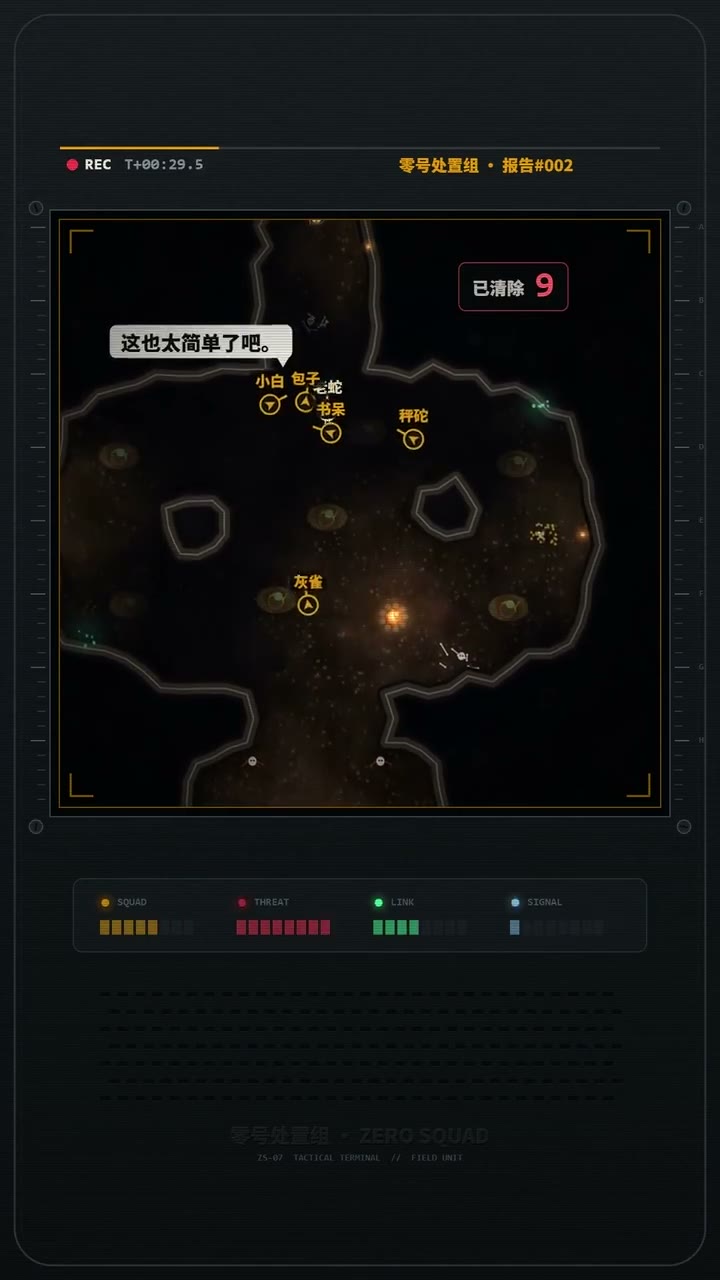 REC T+00:29.5
零号处置组 · 报告#002
已清除 9
这也太简单了吧。
小白
包子
老蛇
书呆
秤砣
灰雀
SQUAD
THREAT
LINK
SIGNAL
零号处置组 · ZERO SQUAD
ZS-07 TACTICAL TERMINAL // FIELD UNIT